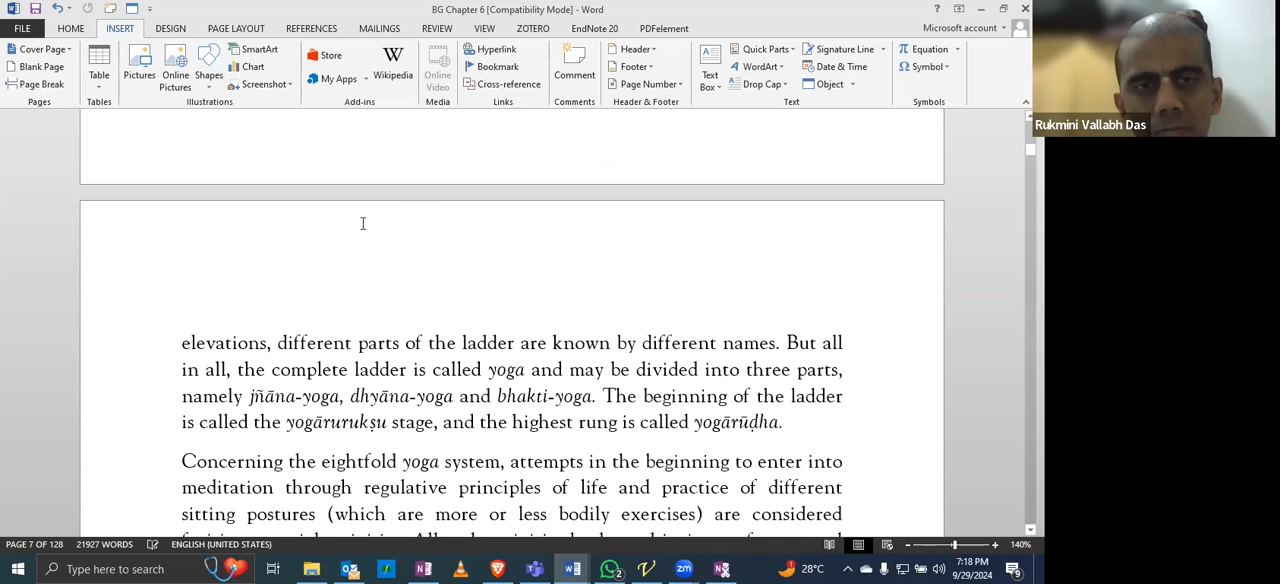 BG Chapter 6 [Compatibility Mode] - Word
FILE HOME INSERT DESIGN PAGE LAYOUT REFERENCES MAILINGS REVIEW VIEW ZOTERO EndNote 20 PDFelement Microsoft account
Cover Page
Blank Page
Page Break
Pages
Table
Tables
Pictures
Online Pictures
Shapes
SmartArt
Chart
Screenshot
Illustrations
Store
My Apps
W
Wikipedia
Add-ins
Online Video
Media
Hyperlink
Bookmark
Cross-reference
Links
Comment
Comments
Header
Footer
Page Number
Header & Footer
Text Box
Quick Parts
WordArt
Drop Cap
Signature Line
Date & Time
Object
Text
Equation
Symbol
Symbols
Rukmini Vallabh Das
elevations, different parts of the ladder are known by different names. But all
in all, the complete ladder is called yoga and may be divided into three parts,
namely jñāna-yoga, dhyāna-yoga and bhakti-yoga. The beginning of the ladder
is called the yogārurukṣu stage, and the highest rung is called yogārūḍha.
Concerning the eightfold yoga system, attempts in the beginning to enter into
meditation through regulative principles of life and practice of different
sitting postures (which are more or less bodily exercises) are considered
PAGE 7 OF 128 21927 WORDS ENGLISH (UNITED STATES) 140%
Type here to search
28°C
7:18 PM
9/29/2024